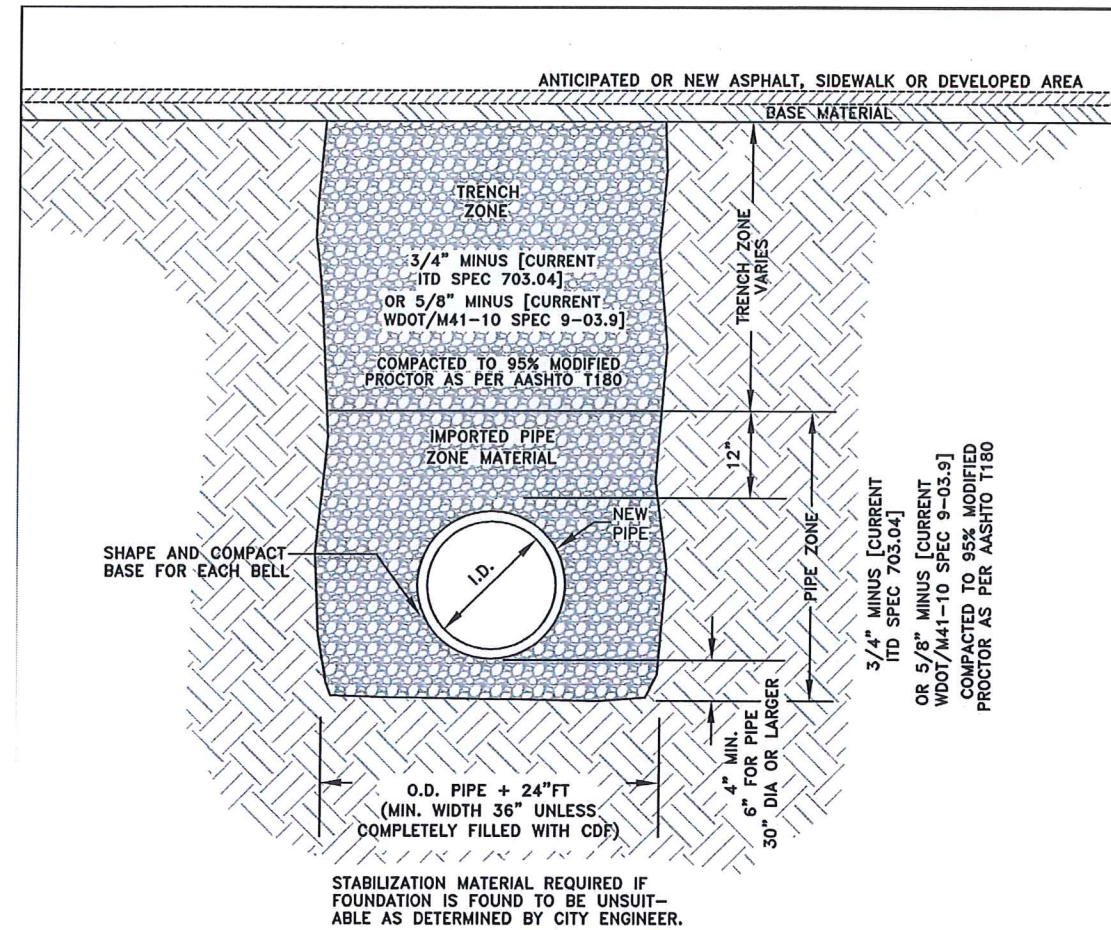 ANTICIPATED OR NEW ASPHALT, SIDEWALK OR DEVELOPED AREA
BASE MATERIAL
TRENCH
ZONE
3/4" MINUS [CURRENT
ITD SPEC 703.04]
OR 5/8" MINUS [CURRENT
WDOT/M41-10 SPEC 9-03.9]
COMPACTED TO 95% MODIFIED
PROCTOR AS PER AASHTO T180
TRENCH ZONE
VARIES
IMPORTED PIPE
ZONE MATERIAL
12"
NEW
PIPE
SHAPE AND COMPACT
BASE FOR EACH BELL
I.D.
PIPE ZONE
3/4" MINUS [CURRENT
ITD SPEC 703.04]
OR 5/8" MINUS [CURRENT
WDOT/M41-10 SPEC 9-03.9]
COMPACTED TO 95% MODIFIED
PROCTOR AS PER AASHTO T180
4" MIN.
6" FOR PIPE
30" DIA OR LARGER
O.D. PIPE + 24"FT
(MIN. WIDTH 36" UNLESS
COMPLETELY FILLED WITH CDF)
STABILIZATION MATERIAL REQUIRED IF
FOUNDATION IS FOUND TO BE UNSUIT-
ABLE AS DETERMINED BY CITY ENGINEER.